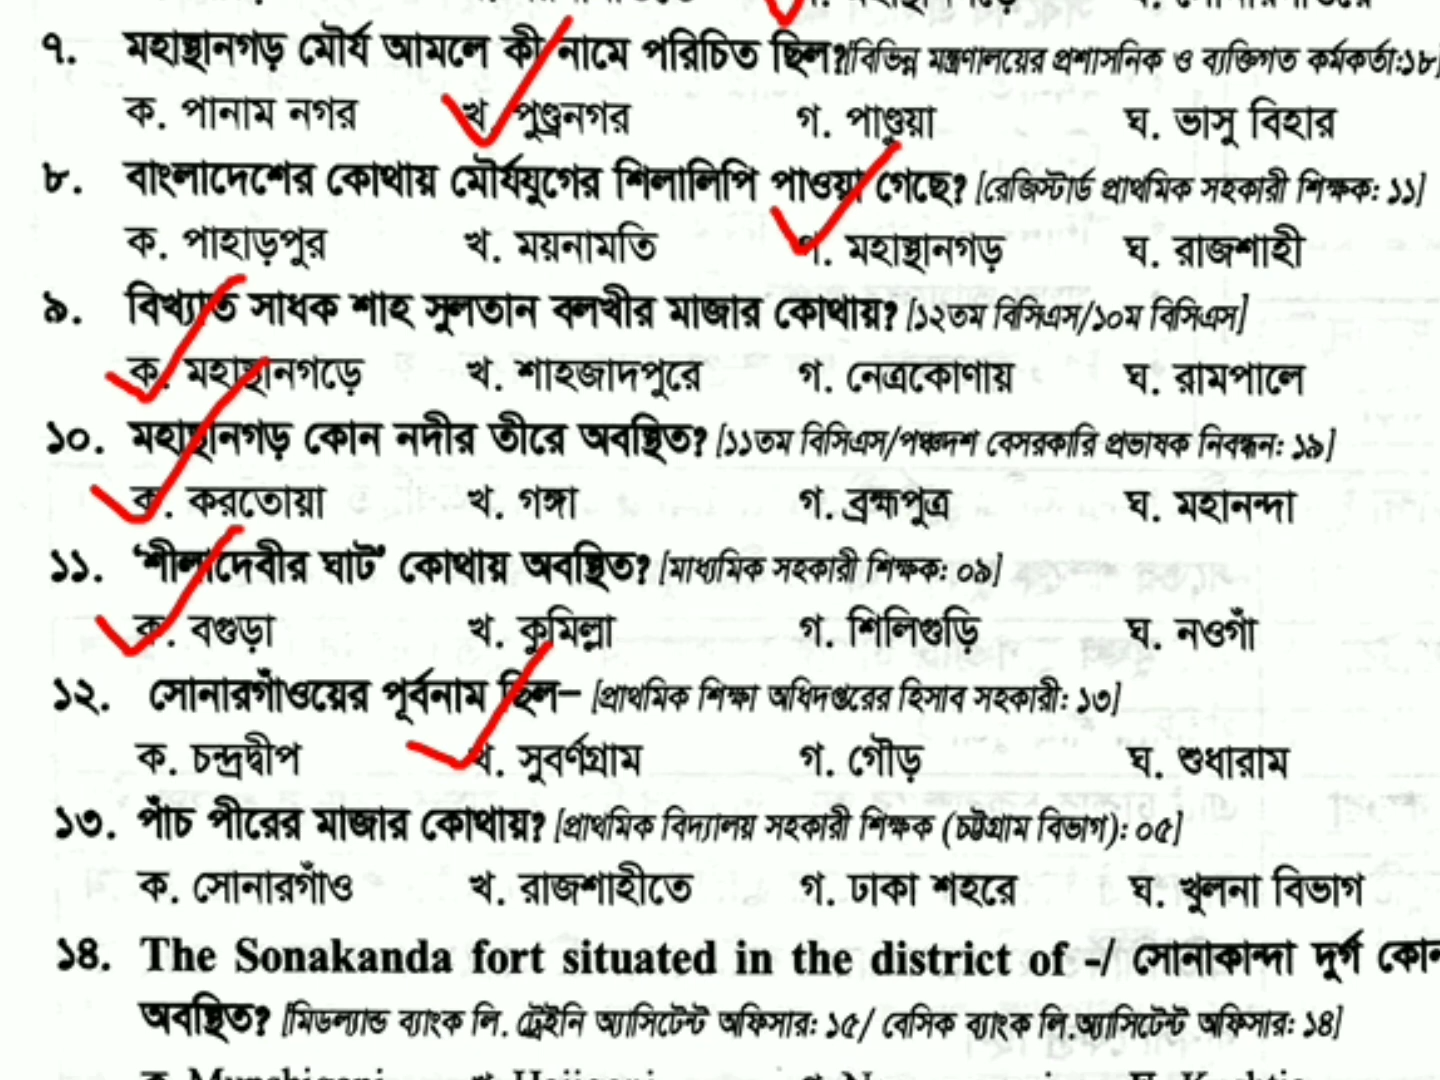 ৭. মহাস্থানগড় মৌর্য আমলে কী নামে পরিচিত ছিল? [বিভিন্ন মন্ত্রণালয়ের প্রশাসনিক ও ব্যক্তিগত কর্মকর্তা:১৮]
ক. পানাম নগর খ. পুণ্ড্রনগর গ. পাণ্ডুয়া ঘ. ভাসু বিহার
৮. বাংলাদেশের কোথায় মৌর্যযুগের শিলালিপি পাওয়া গেছে? [রেজিস্টার্ড প্রাথমিক সহকারী শিক্ষক: ১১]
ক. পাহাড়পুর খ. ময়নামতি গ. মহাস্থানগড় ঘ. রাজশাহী
৯. বিখ্যাত সাধক শাহ সুলতান বলখীর মাজার কোথায়? [১২তম বিসিএস/১০ম বিসিএস]
ক. মহাস্থানগড়ে খ. শাহজাদপুরে গ. নেত্রকোণায় ঘ. রামপালে
১০. মহাস্থানগড় কোন নদীর তীরে অবস্থিত? [১১তম বিসিএস/পঞ্চদশ বেসরকারি প্রভাষক নিবন্ধন: ১৯]
ক. করতোয়া খ. গঙ্গা গ. ব্রহ্মপুত্র ঘ. মহানন্দা
১১. ‘শীলাদেবীর ঘাট’ কোথায় অবস্থিত? [মাধ্যমিক সহকারী শিক্ষক: ০৯]
ক. বগুড়া খ. কুমিল্লা গ. শিলিগুড়ি ঘ. নওগাঁ
১২. সোনারগাঁওয়ের পূর্বনাম ছিল– [প্রাথমিক শিক্ষা অধিদপ্তরের হিসাব সহকারী: ১৩]
ক. চন্দ্রদ্বীপ খ. সুবর্ণগ্রাম গ. গৌড় ঘ. শুধারাম
১৩. পাঁচ পীরের মাজার কোথায়? [প্রাথমিক বিদ্যালয় সহকারী শিক্ষক (চট্টগ্রাম বিভাগ): ০৫]
ক. সোনারগাঁও খ. রাজশাহীতে গ. ঢাকা শহরে ঘ. খুলনা বিভাগ
১৪. The Sonakanda fort situated in the district of -/ সোনাকান্দা দুর্গ কোন
অবস্থিত? [মিডল্যান্ড ব্যাংক লি. ট্রেইনি অ্যাসিটেন্ট অফিসার: ১৫/ বেসিক ব্যাংক লি.অ্যাসিটেন্ট অফিসার: ১৪]